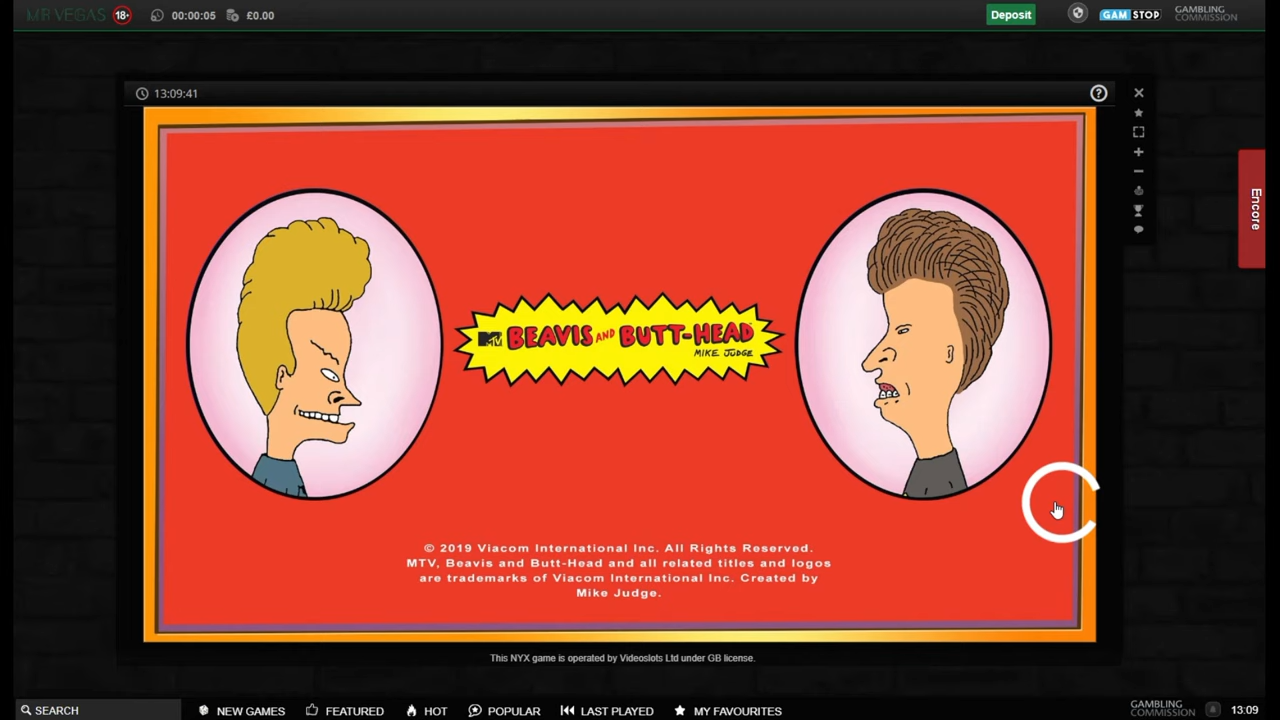 MR VEGAS 18+ 00:00:05 £0.00 Deposit GAMSTOP GAMBLING COMMISSION
13:09:41 ?
Encore
MTV BEAVIS AND BUTT-HEAD
MIKE JUDGE
© 2019 Viacom International Inc. All Rights Reserved.
MTV, Beavis and Butt-Head and all related titles and logos
are trademarks of Viacom International Inc. Created by
Mike Judge.
This NYX game is operated by Videoslots Ltd under GB license.
SEARCH NEW GAMES FEATURED HOT POPULAR LAST PLAYED MY FAVOURITES GAMBLING COMMISSION 13:09